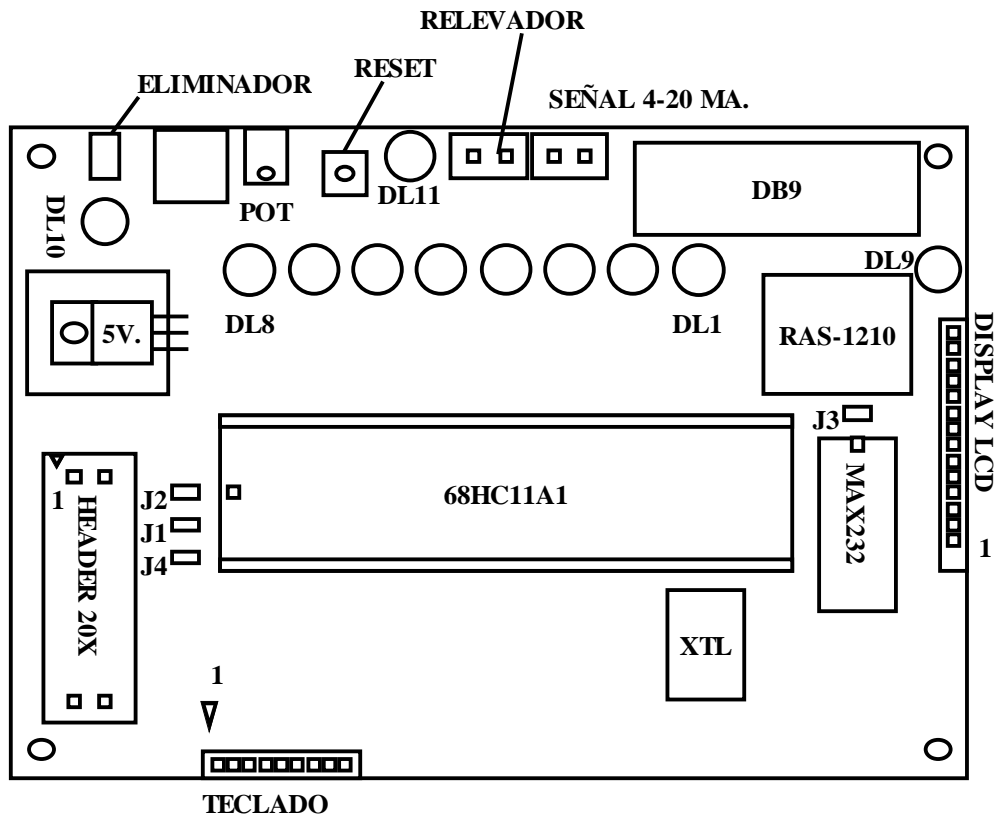 RELEVADOR
RESET
ELIMINADOR
SEÑAL 4-20 MA.
DB9
DL11
POT
DL10
DL9
DL8
DL1
5V.
RAS-1210
DISPLAY LCD
J3
1
HEADER 20X
J2
J1
J4
68HC11A1
MAX232
1
XTL
1
TECLADO